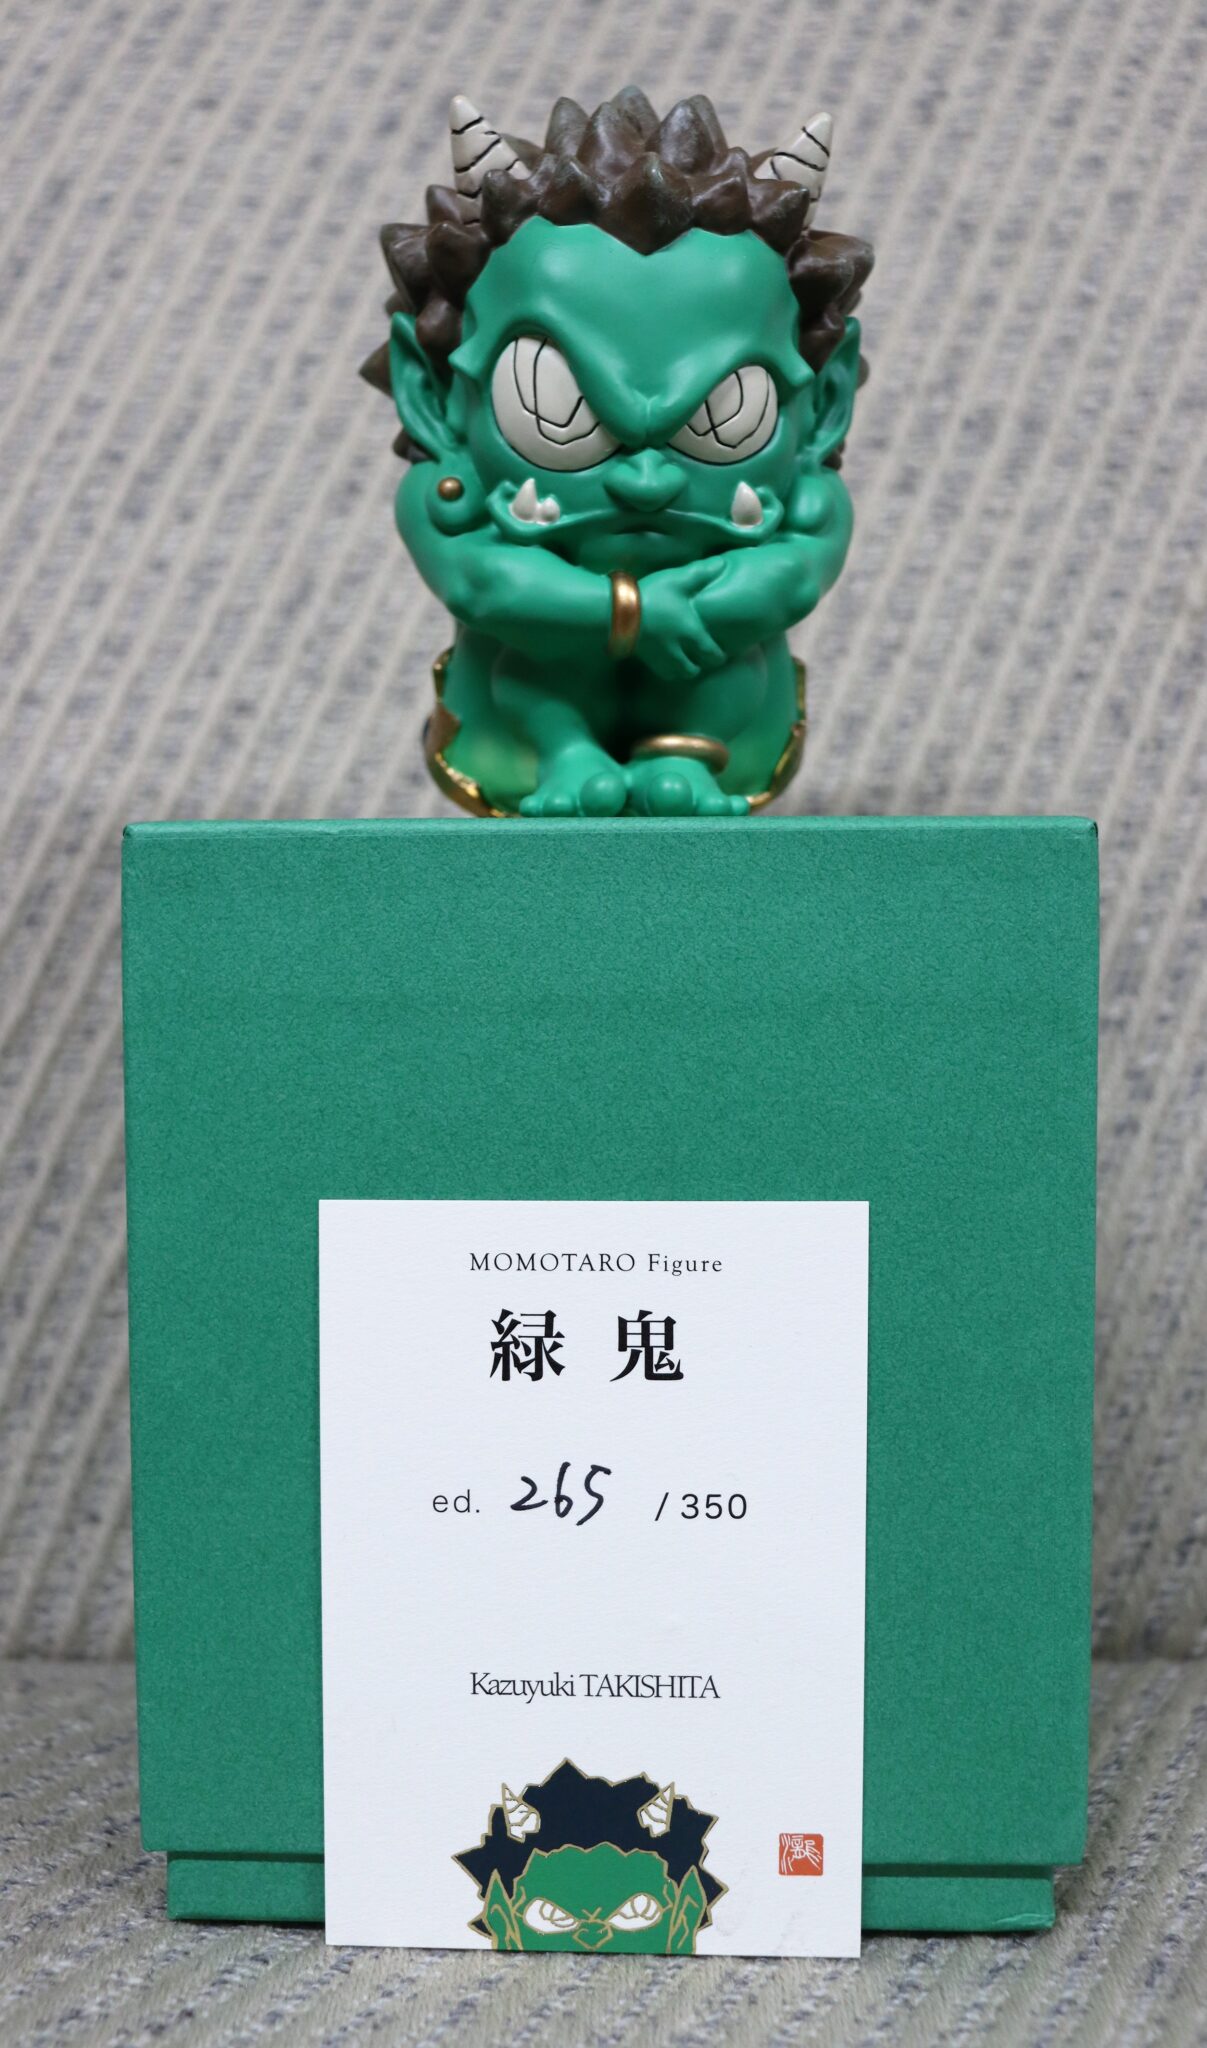 MOMOTARO Figure
緑鬼
ed. 265 / 350
Kazuyuki TAKISHITA